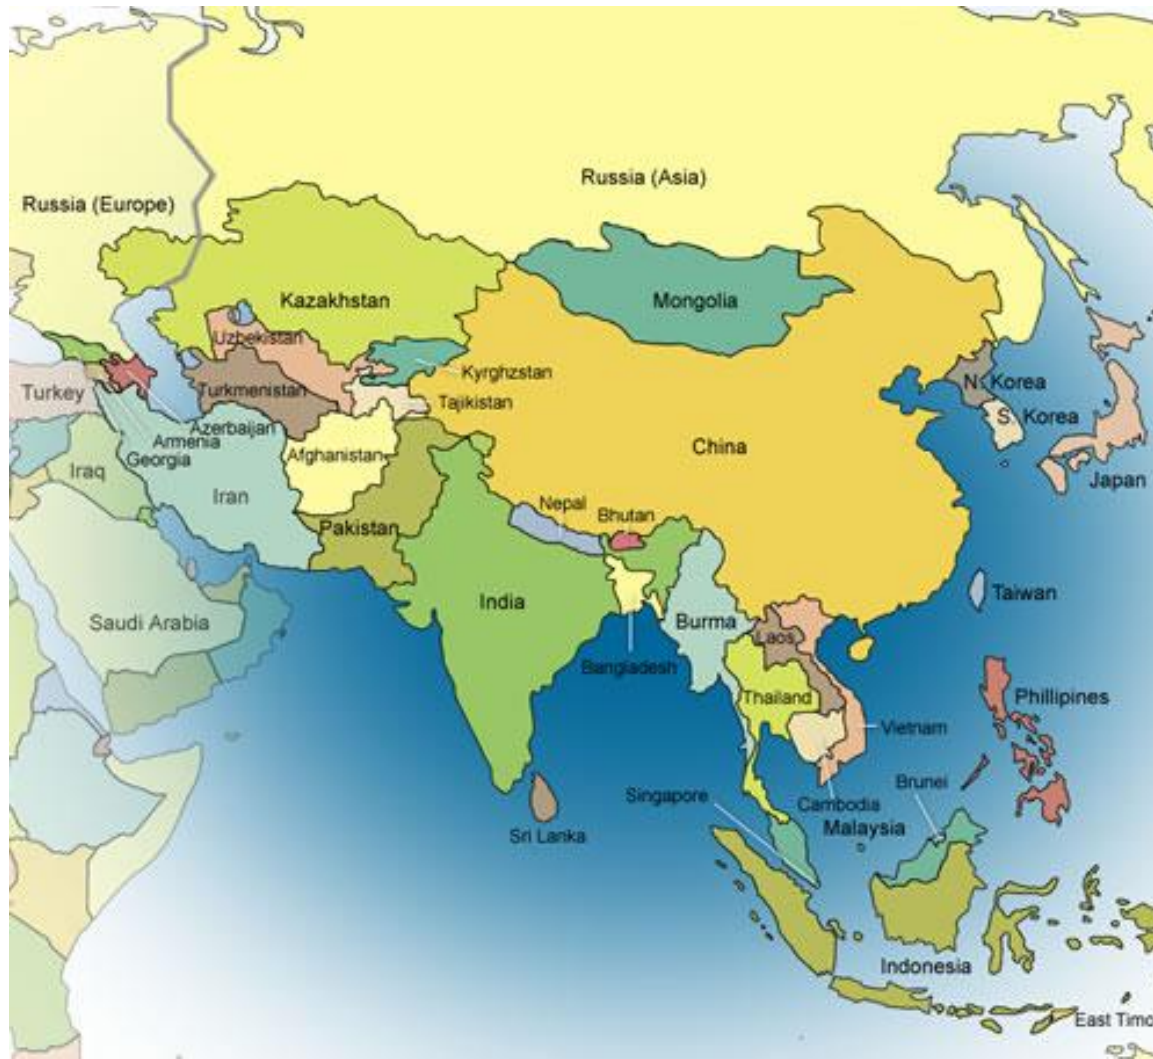 Russia (Asia)
Russia (Europe)
Kazakhstan
Mongolia
Uzbekistan
Kyrghzstan
Turkmenistan
Tajikistan
Turkey
N. Korea
S. Korea
Azerbaijan
Armenia
Georgia
Afghanistan
China
Japan
Iraq
Iran
Pakistan
Nepal
Bhutan
India
Taiwan
Saudi Arabia
Burma
Laos
Bangladesh
Thailand
Phillipines
Vietnam
Brunei
Singapore
Cambodia
Sri Lanka
Malaysia
Indonesia
East Timo